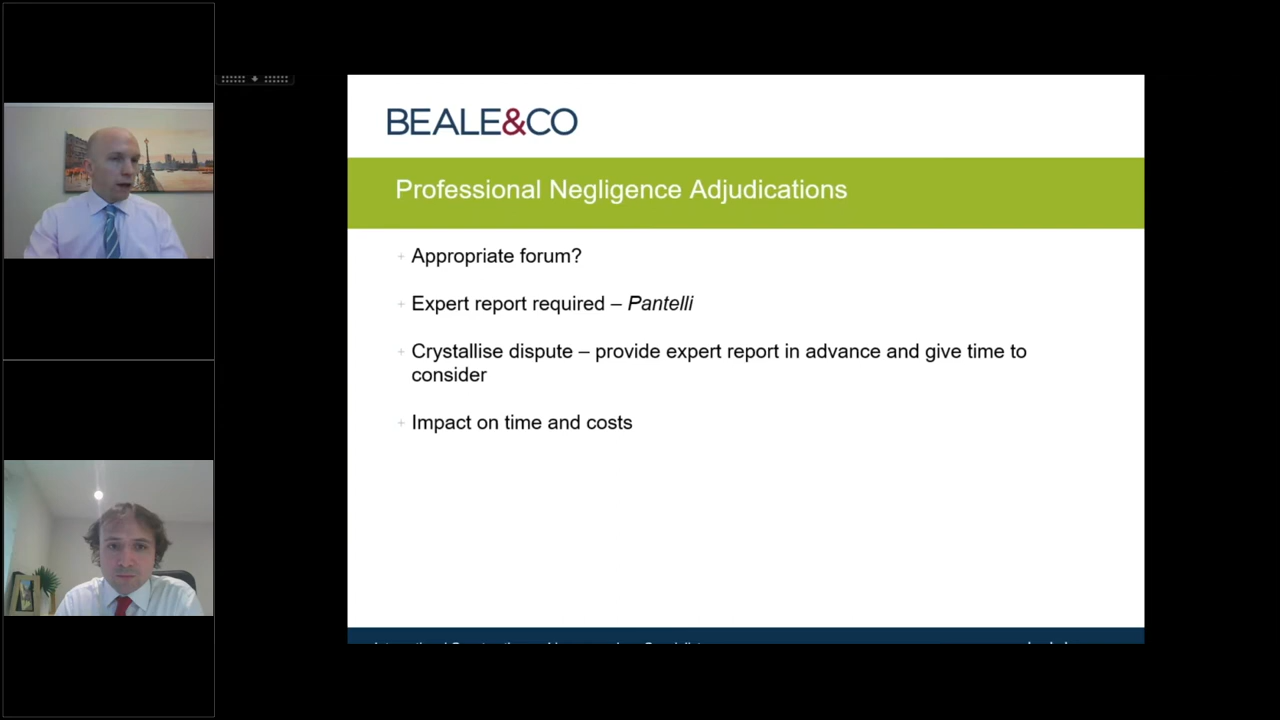 BEALE&CO
Professional Negligence Adjudications
+ Appropriate forum?
+ Expert report required – Pantelli
+ Crystallise dispute – provide expert report in advance and give time to
consider
+ Impact on time and costs